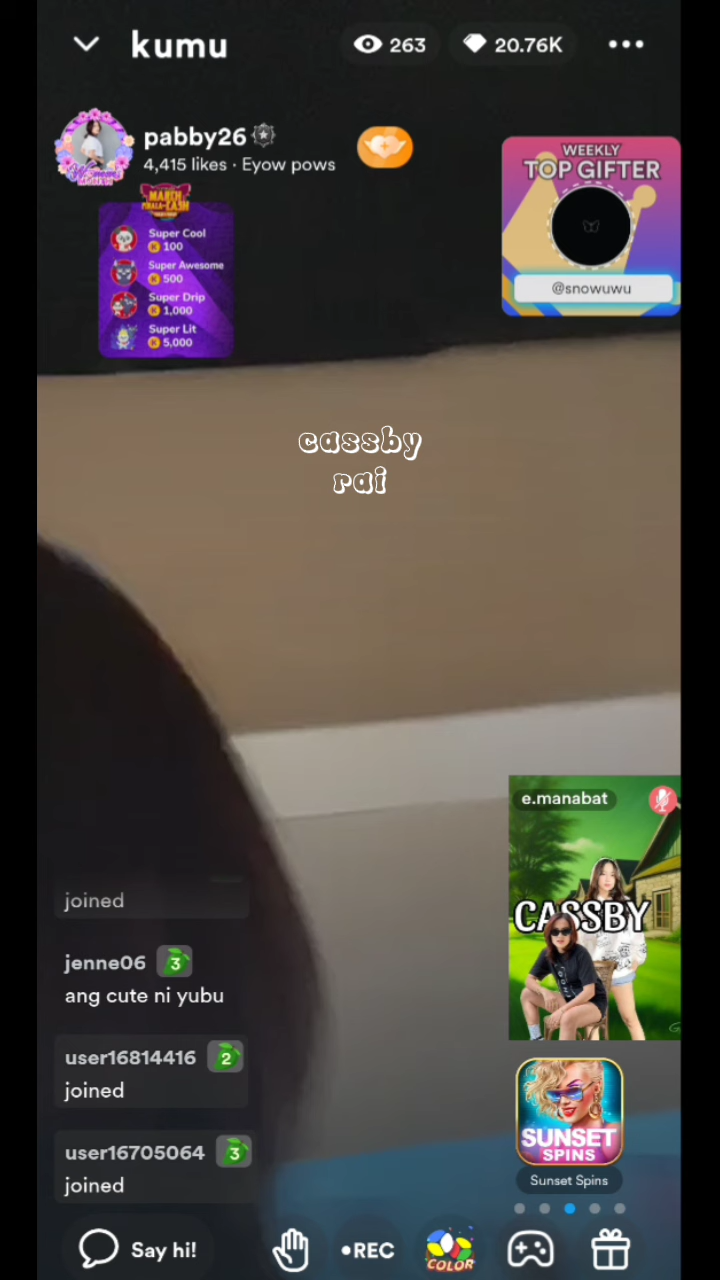 kumu
263
20.76K
pabby26
4,415 likes · Eyow pows
WEEKLY
TOP GIFTER
@snowuwu
MARCH
Super Cool
100
Super Awesome
500
Super Drip
1,000
Super Lit
5,000
cassby
rai
e.manabat
CASSBY
joined
jenne06 3
ang cute ni yubu
user16814416 2
joined
user16705064 3
joined
SUNSET
SPINS
Sunset Spins
Say hi!
•REC
COLOR